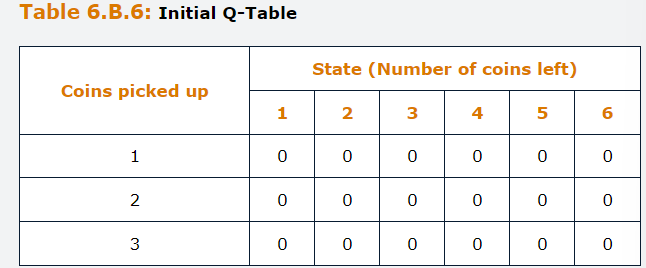 Table 6.B.6: Initial Q-Table
Coins picked up State (Number of coins left)
1 2 3 4 5 6
1 0 0 0 0 0 0
2 0 0 0 0 0 0
3 0 0 0 0 0 0